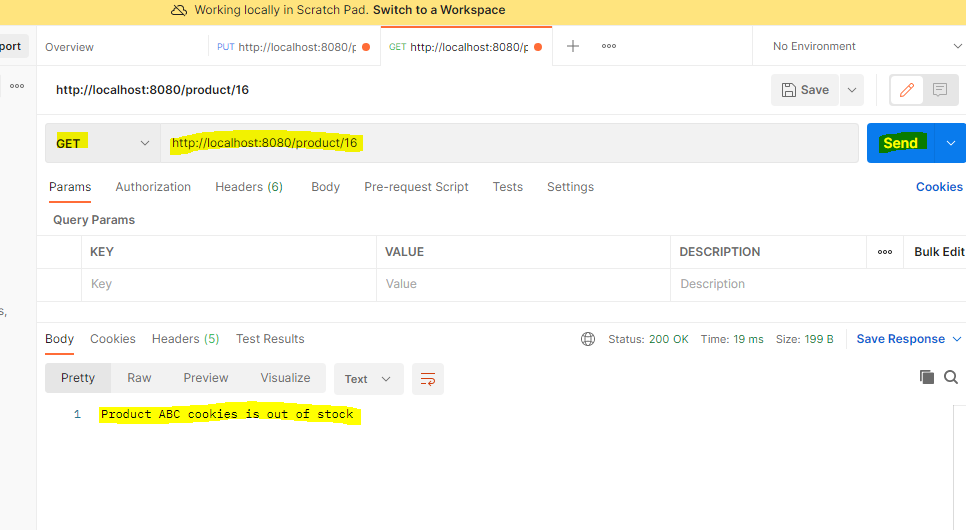 Working locally in Scratch Pad. Switch to a Workspace
port Overview PUT http://localhost:8080/p GET http://localhost:8080/p No Environment
http://localhost:8080/product/16 Save
GET http://localhost:8080/product/16 Send
Params Authorization Headers (6) Body Pre-request Script Tests Settings Cookies
Query Params
KEY VALUE DESCRIPTION Bulk Edit
Key Value Description
s,
Body Cookies Headers (5) Test Results Status: 200 OK Time: 19 ms Size: 199 B Save Response
Pretty Raw Preview Visualize Text
1 Product ABC cookies is out of stock